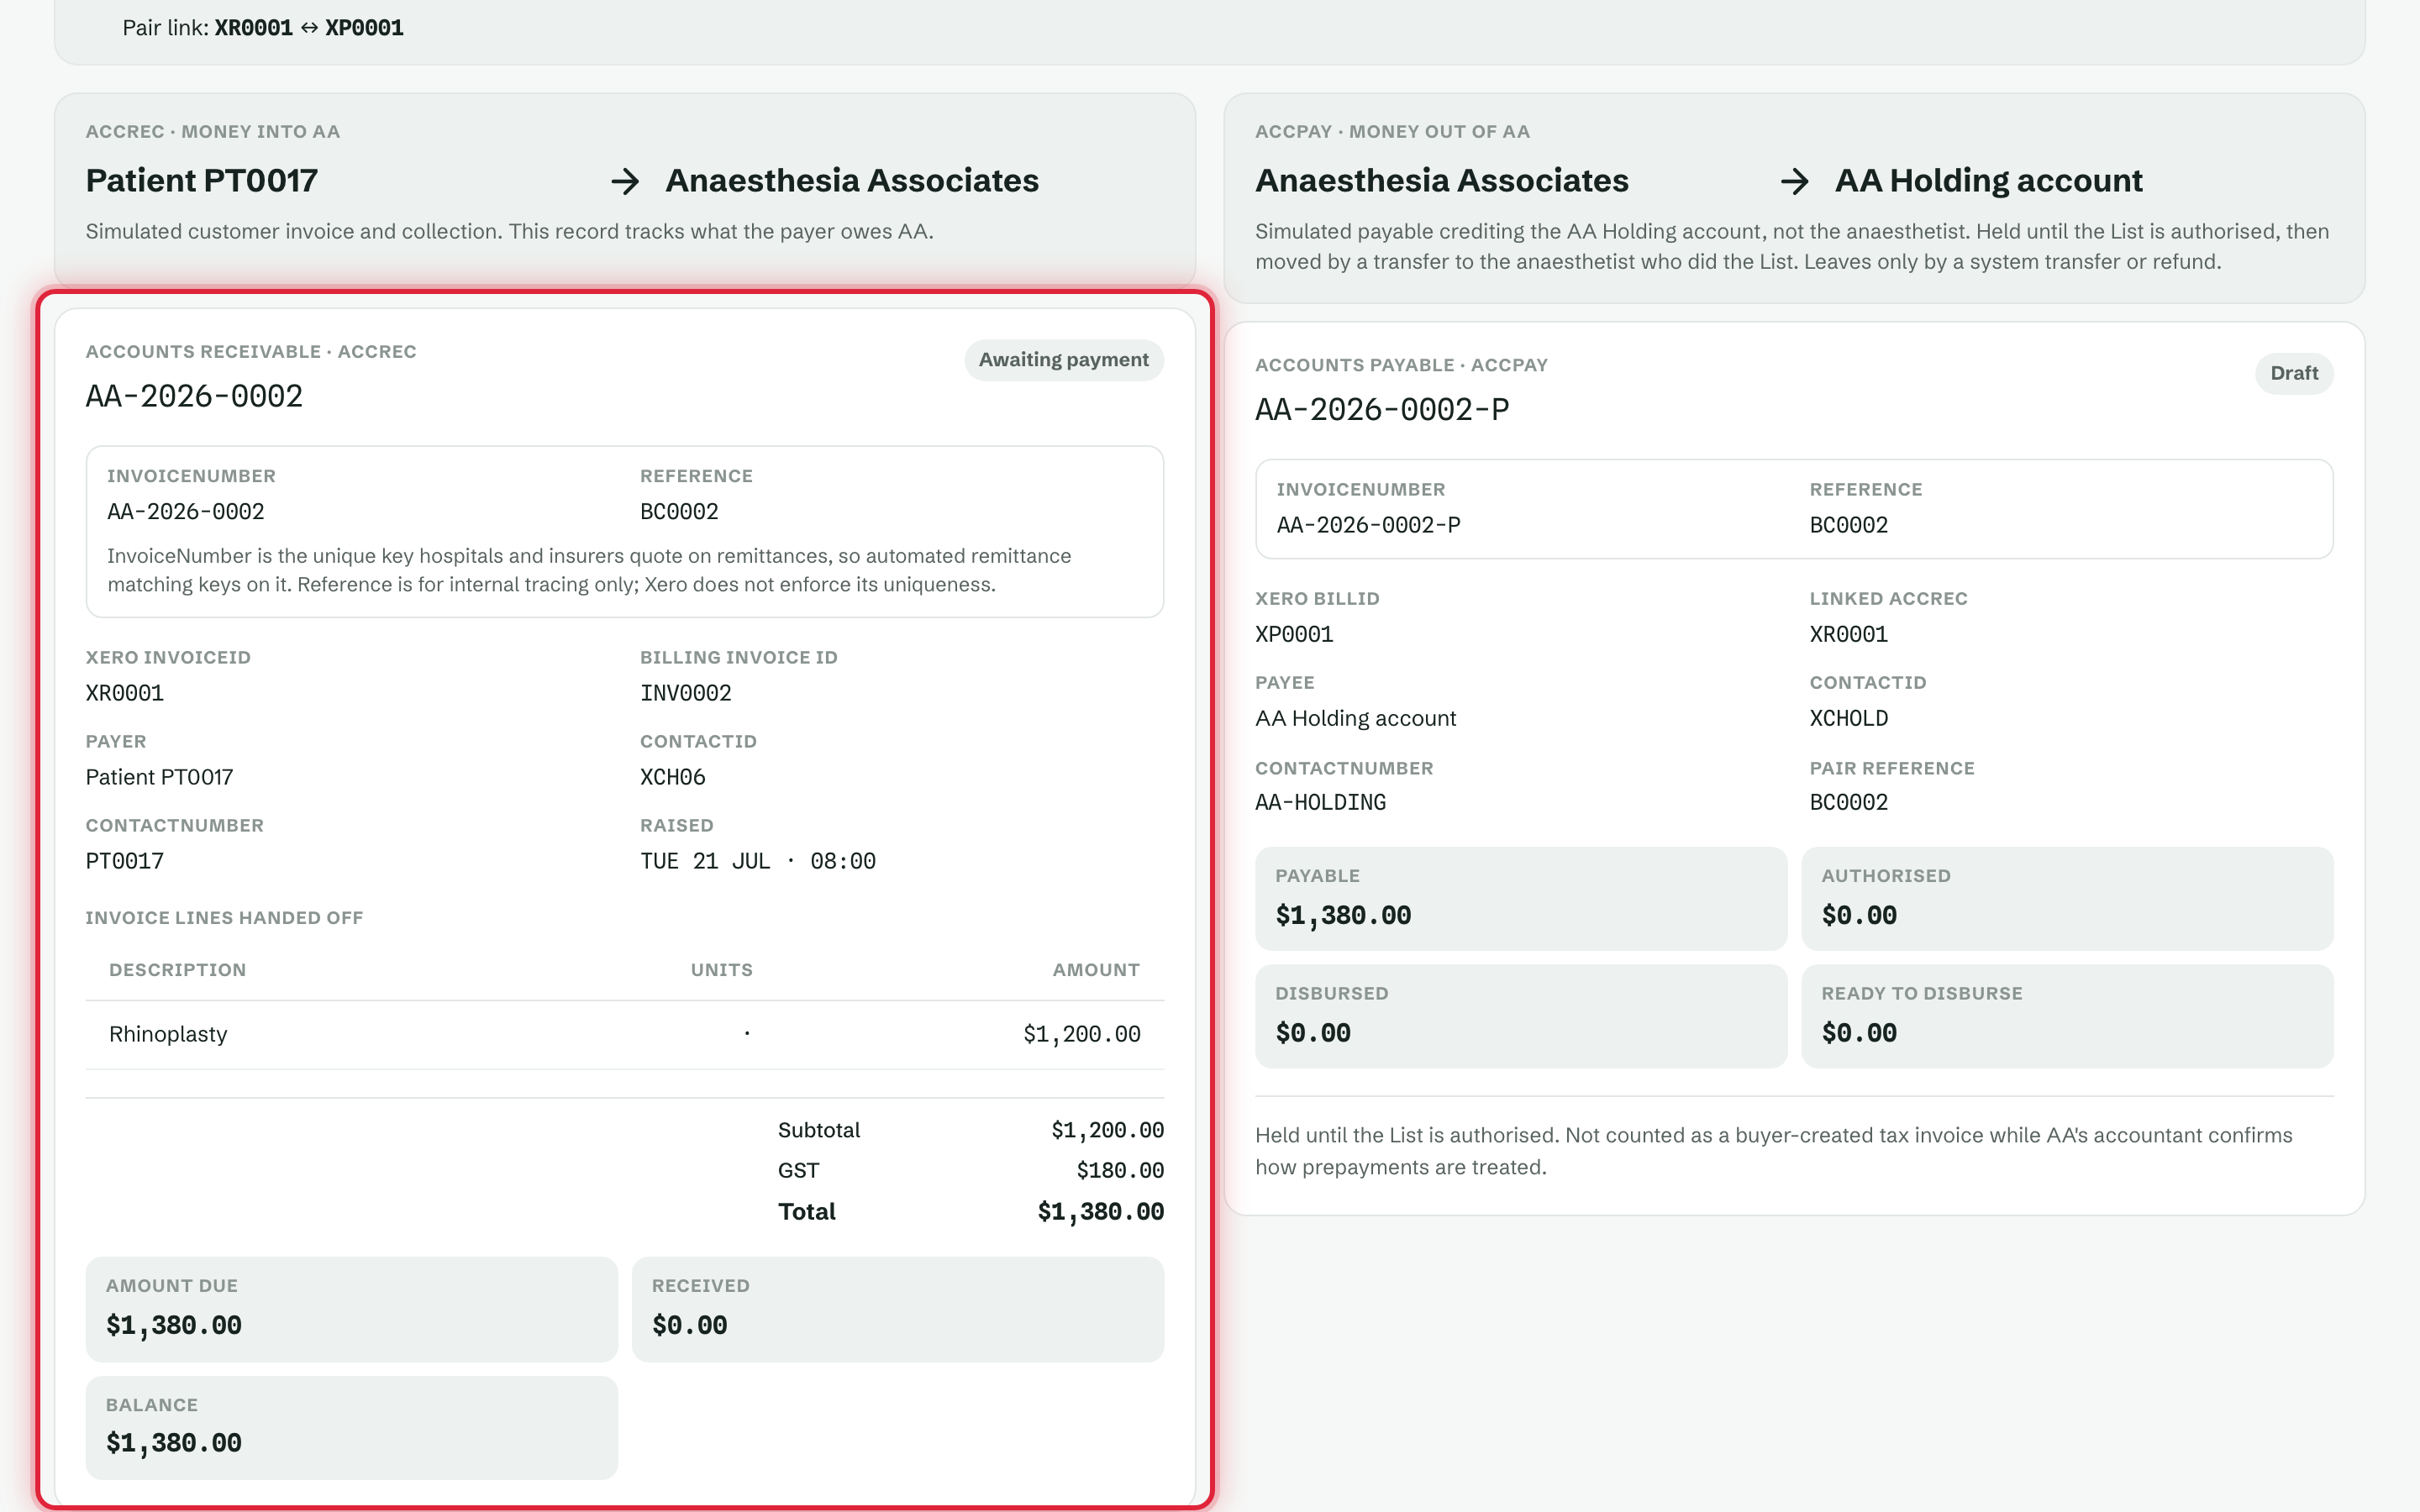 Pair link: XR0001 ↔ XP0001
ACCREC · MONEY INTO AA
Patient PT0017 → Anaesthesia Associates
Simulated customer invoice and collection. This record tracks what the payer owes AA.
ACCOUNTS RECEIVABLE · ACCREC
Awaiting payment
AA-2026-0002
INVOICENUMBER REFERENCE
AA-2026-0002 BC0002
InvoiceNumber is the unique key hospitals and insurers quote on remittances, so automated remittance
matching keys on it. Reference is for internal tracing only; Xero does not enforce its uniqueness.
XERO INVOICEID BILLING INVOICE ID
XR0001 INV0002
PAYER CONTACTID
Patient PT0017 XCH06
CONTACTNUMBER RAISED
PT0017 TUE 21 JUL · 08:00
INVOICE LINES HANDED OFF
DESCRIPTION UNITS AMOUNT
Rhinoplasty · $1,200.00
Subtotal $1,200.00
GST $180.00
Total $1,380.00
AMOUNT DUE RECEIVED
$1,380.00 $0.00
BALANCE
$1,380.00
ACCPAY · MONEY OUT OF AA
Anaesthesia Associates → AA Holding account
Simulated payable crediting the AA Holding account, not the anaesthetist. Held until the List is authorised, then
moved by a transfer to the anaesthetist who did the List. Leaves only by a system transfer or refund.
ACCOUNTS PAYABLE · ACCPAY
Draft
AA-2026-0002-P
INVOICENUMBER REFERENCE
AA-2026-0002-P BC0002
XERO BILLID LINKED ACCREC
XP0001 XR0001
PAYEE CONTACTID
AA Holding account XCHOLD
CONTACTNUMBER PAIR REFERENCE
AA-HOLDING BC0002
PAYABLE AUTHORISED
$1,380.00 $0.00
DISBURSED READY TO DISBURSE
$0.00 $0.00
Held until the List is authorised. Not counted as a buyer-created tax invoice while AA's accountant confirms
how prepayments are treated.